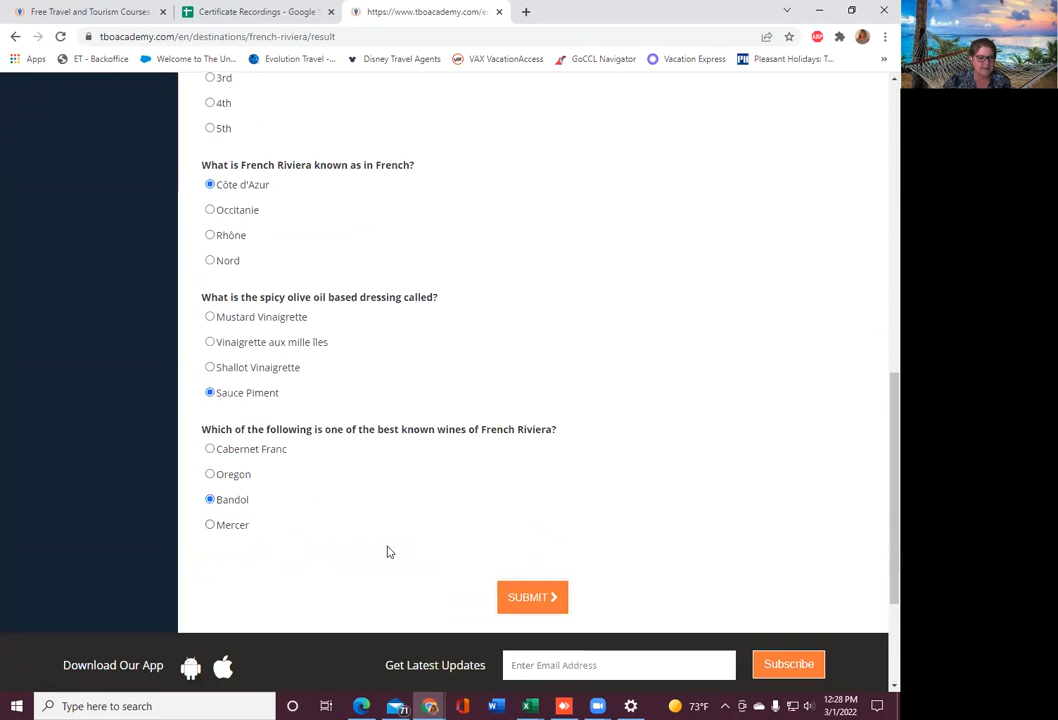 Free Travel and Tourism Courses
Certificate Recordings - Google S
https://www.tboacademy.com/e
tboacademy.com/en/destinations/french-riviera/result
ABP
Apps
ET - Backoffice
Welcome to The Un...
Evolution Travel -...
Disney Travel Agents
VAX VacationAccess
GoCCL Navigator
Vacation Express
Pleasant Holidays: T...
3rd
4th
5th
What is French Riviera known as in French?
Côte d'Azur
Occitanie
Rhône
Nord
What is the spicy olive oil based dressing called?
Mustard Vinaigrette
Vinaigrette aux mille îles
Shallot Vinaigrette
Sauce Piment
Which of the following is one of the best known wines of French Riviera?
Cabernet Franc
Oregon
Bandol
Mercer
SUBMIT
Download Our App
Get Latest Updates
Enter Email Address
Subscribe
Type here to search
71
73°F
12:28 PM
3/1/2022